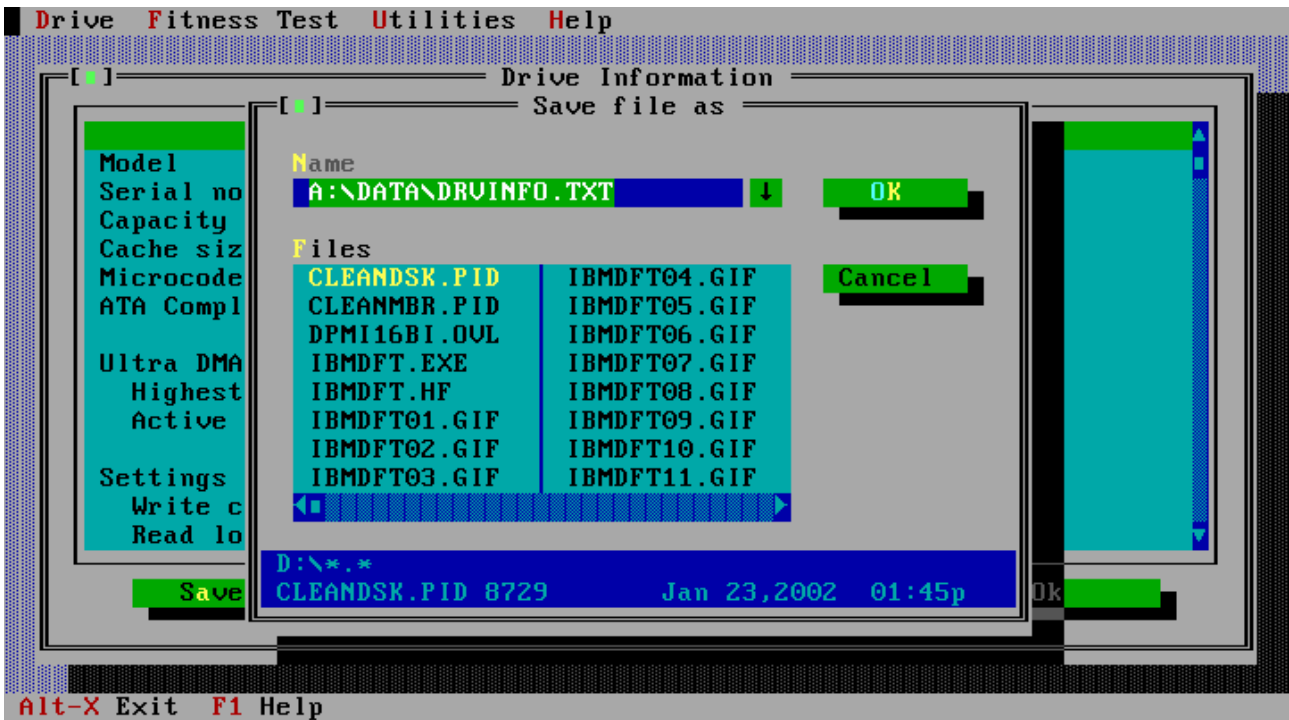 Drive Fitness Test Utilities Help
Drive Information
Save file as
Model
Serial no
Capacity
Cache siz
Microcode
ATA Compl
Ultra DMA
Highest
Active
Settings
Write c
Read lo
Name
A:\DATA\DRVINFO.TXT
OK
Files
CLEANDSK.PID IBMDFT04.GIF
Cancel
CLEANMBR.PID IBMDFT05.GIF
DPMI16BI.OVL IBMDFT06.GIF
IBMDFT.EXE IBMDFT07.GIF
IBMDFT.HF IBMDFT08.GIF
IBMDFT01.GIF IBMDFT09.GIF
IBMDFT02.GIF IBMDFT10.GIF
IBMDFT03.GIF IBMDFT11.GIF
D:\*.*
CLEANDSK.PID 8729 Jan 23,2002 01:45p
Save
Ok
Alt-X Exit F1 Help